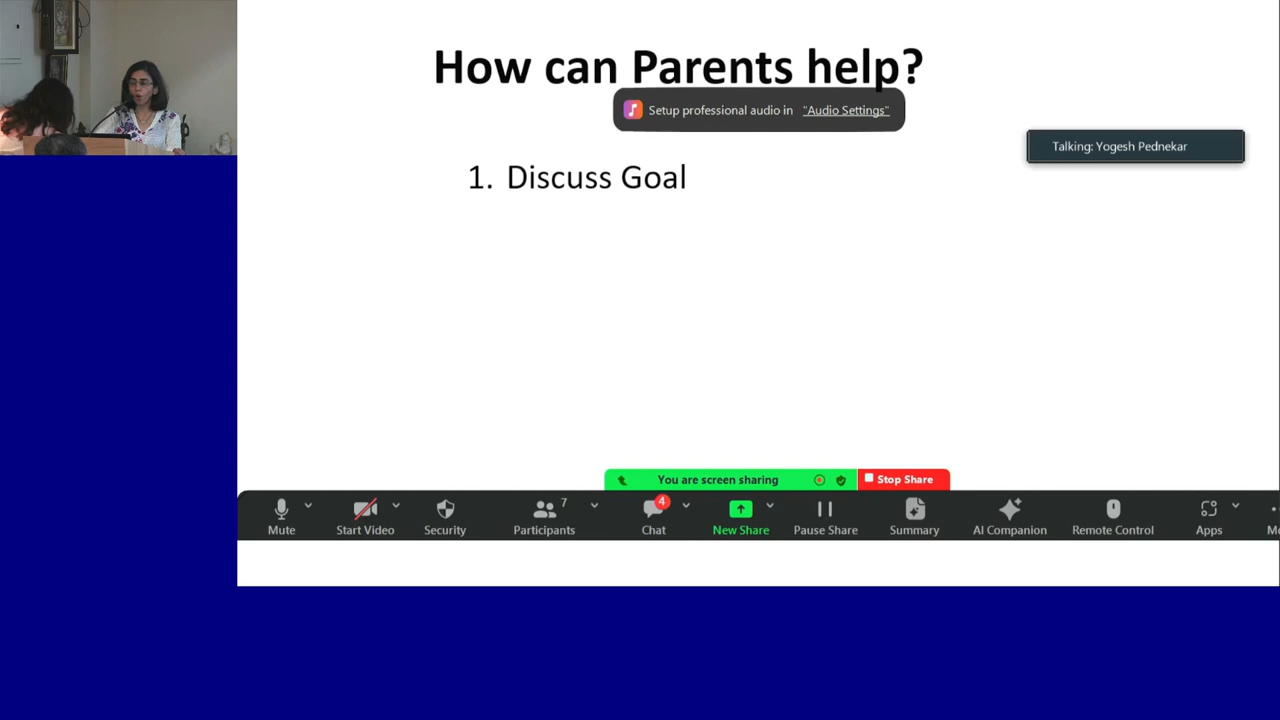 How can Parents help?
Setup professional audio in "Audio Settings"
Talking: Yogesh Pednekar
1. Discuss Goal
You are screen sharing
Stop Share
Mute
Start Video
Security
Participants 7
Chat 4
New Share
Pause Share
Summary
AI Companion
Remote Control
Apps